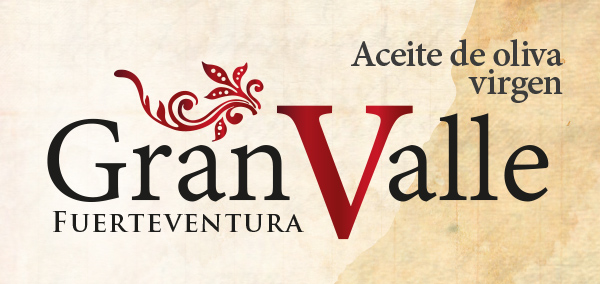 Aceite de oliva
virgen
GranValle
FUERTEVENTURA